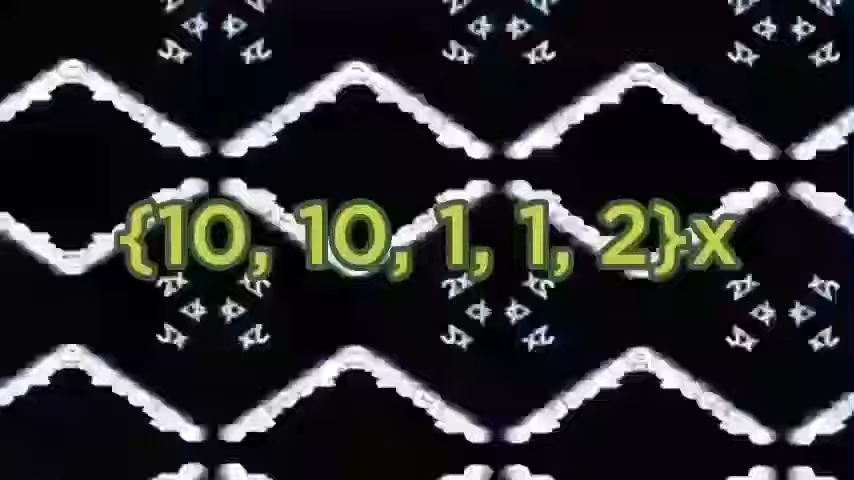 {10, 10, 1, 1, 2}x